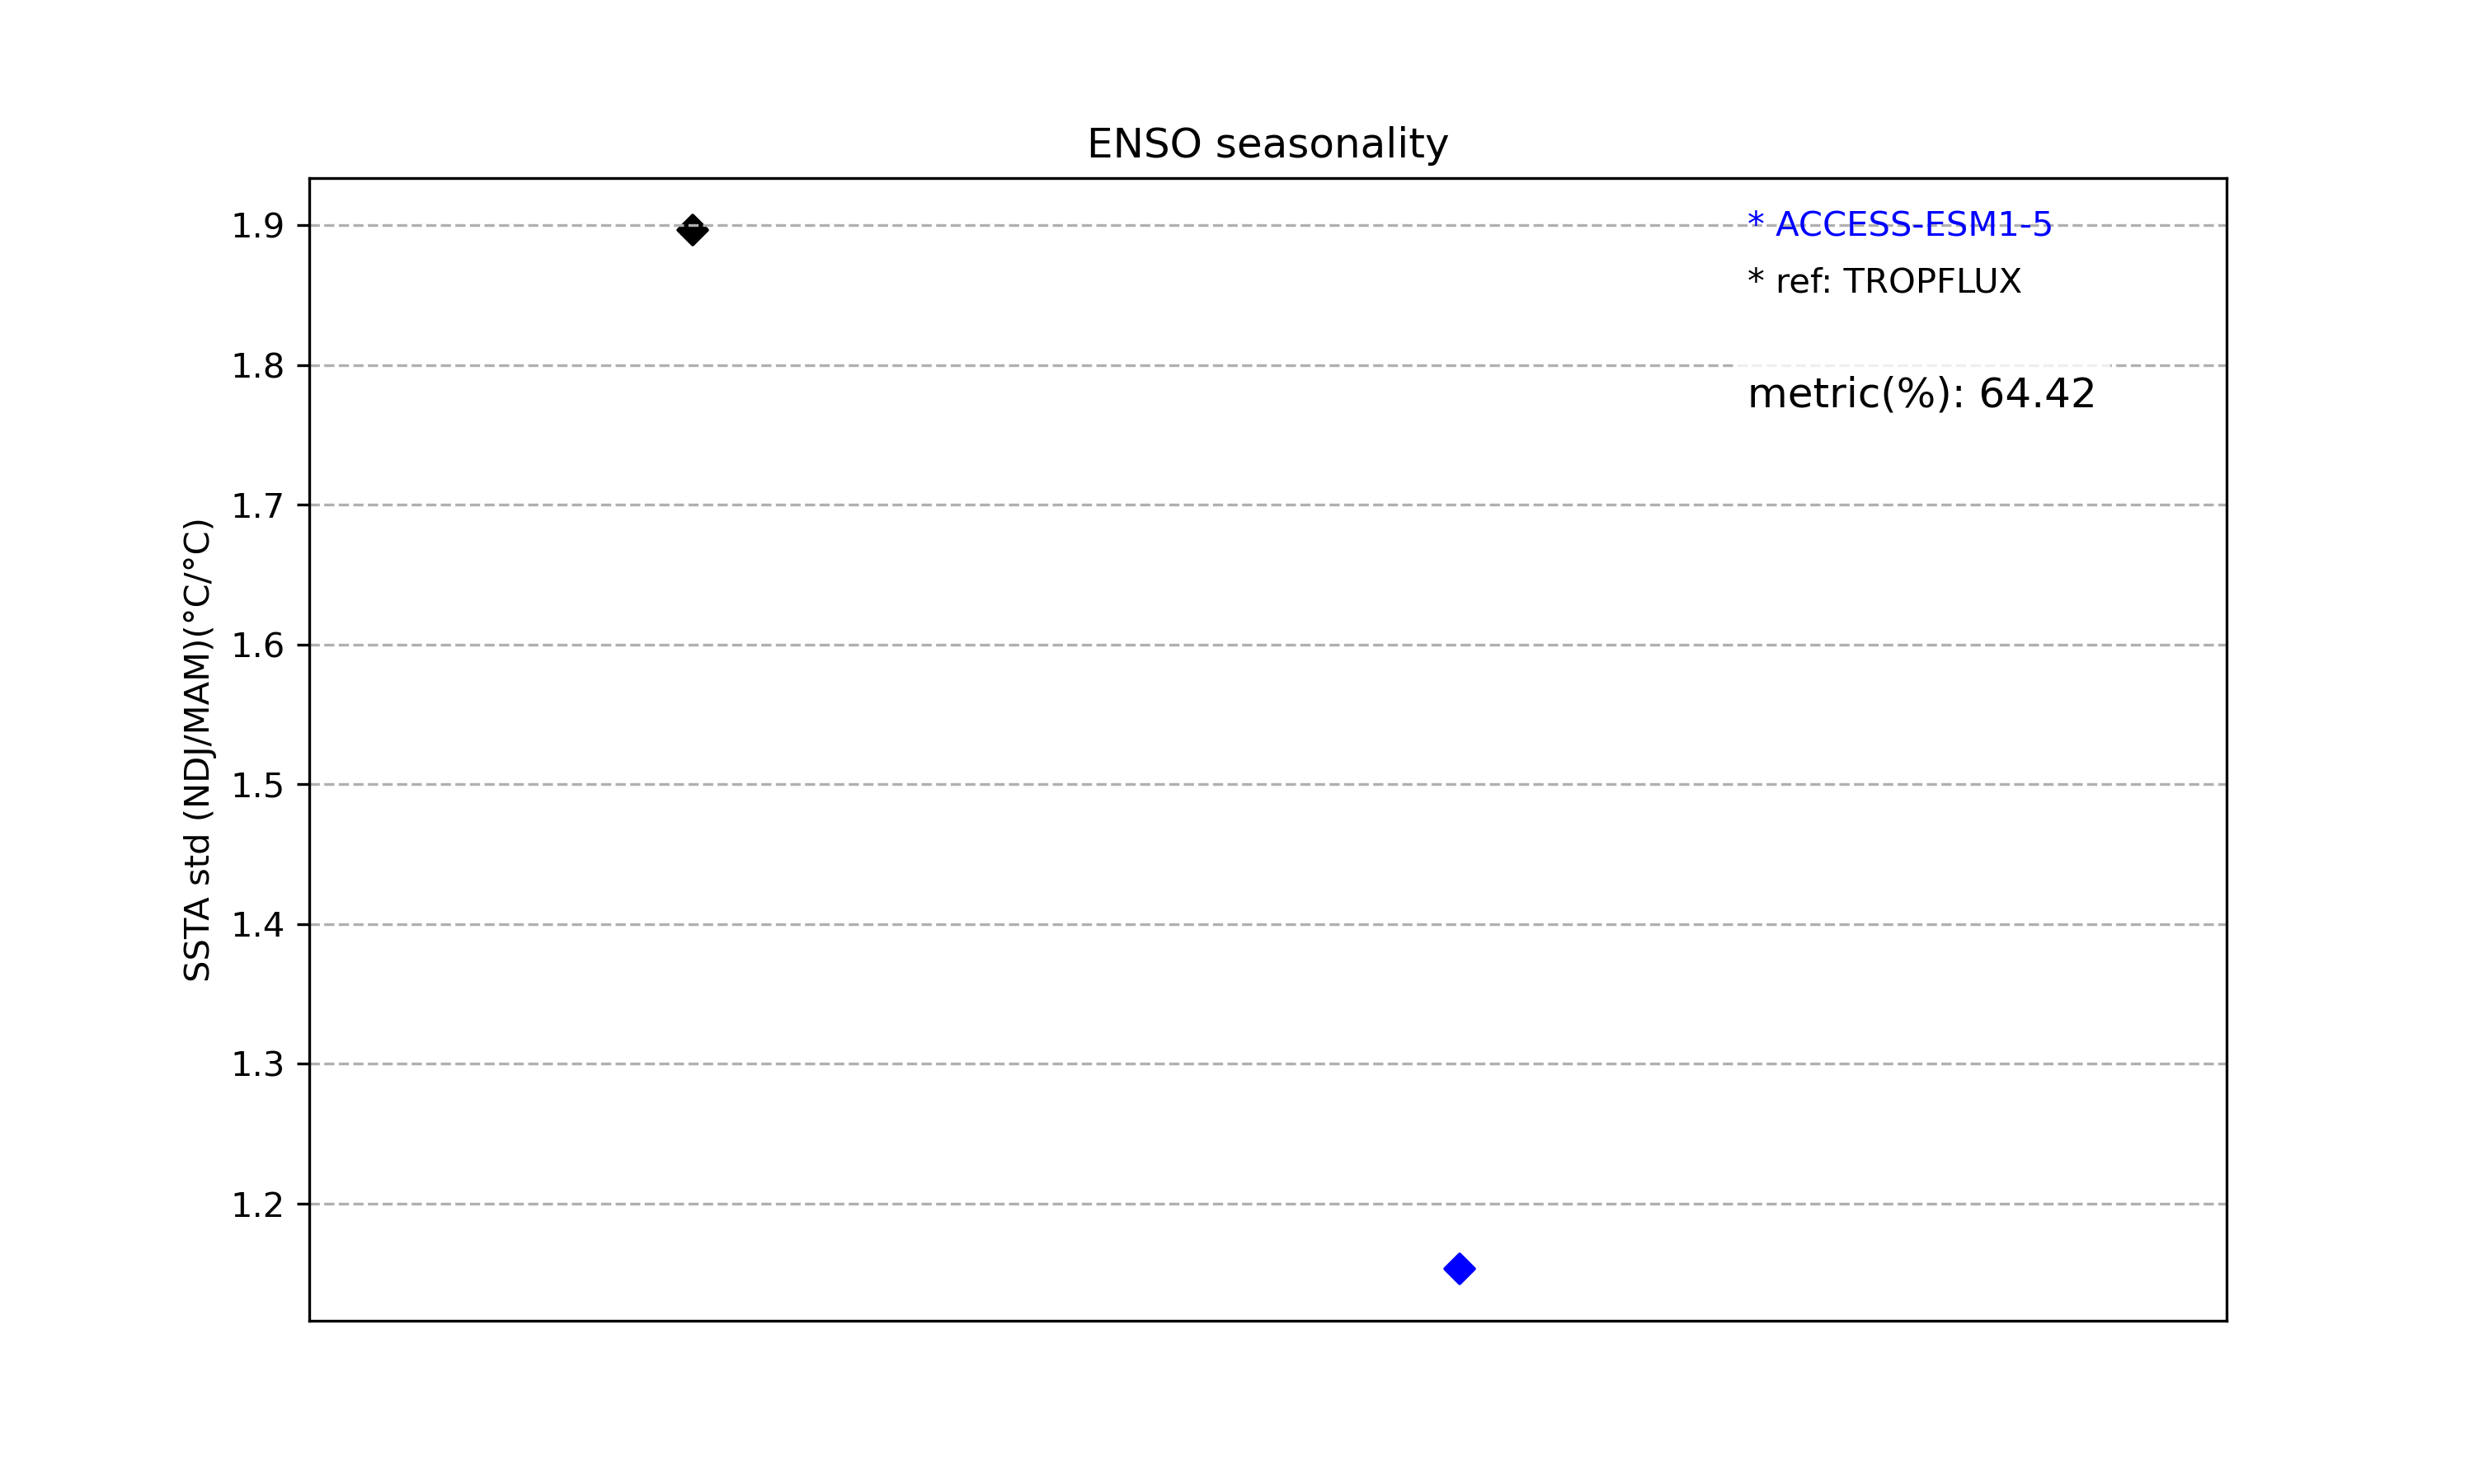 ENSO seasonality
* ACCESS-ESM1-5
* ref: TROPFLUX
metric(%): 64.42
SSTA std (NDJ/MAM)(°C/°C)
1.9
1.8
1.7
1.6
1.5
1.4
1.3
1.2